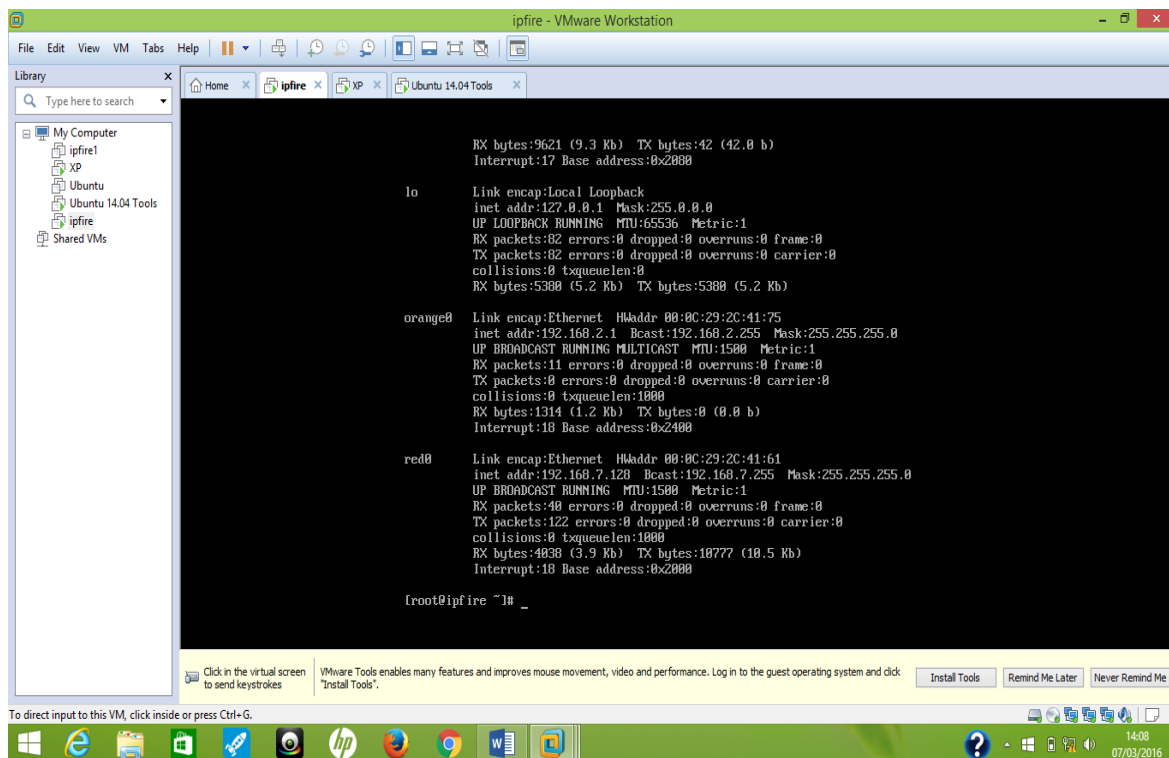 ipfire - VMware Workstation
File Edit View VM Tabs Help
Library x
Type here to search
My Computer
ipfire1
XP
Ubuntu
Ubuntu 14.04 Tools
ipfire
Shared VMs
Home × ipfire × XP × Ubuntu 14.04 Tools ×
RX bytes:9621 (9.3 Kb) TX bytes:42 (42.0 b)
Interrupt:17 Base address:0x2080
lo Link encap:Local Loopback
inet addr:127.0.0.1 Mask:255.0.0.0
UP LOOPBACK RUNNING MTU:65536 Metric:1
RX packets:82 errors:0 dropped:0 overruns:0 frame:0
TX packets:82 errors:0 dropped:0 overruns:0 carrier:0
collisions:0 txqueuelen:0
RX bytes:5380 (5.2 Kb) TX bytes:5380 (5.2 Kb)
orange0 Link encap:Ethernet HWaddr 00:0C:29:2C:41:75
inet addr:192.168.2.1 Bcast:192.168.2.255 Mask:255.255.255.0
UP BROADCAST RUNNING MULTICAST MTU:1500 Metric:1
RX packets:11 errors:0 dropped:0 overruns:0 frame:0
TX packets:0 errors:0 dropped:0 overruns:0 carrier:0
collisions:0 txqueuelen:1000
RX bytes:1314 (1.2 Kb) TX bytes:0 (0.0 b)
Interrupt:18 Base address:0x2400
red0 Link encap:Ethernet HWaddr 00:0C:29:2C:41:61
inet addr:192.168.7.128 Bcast:192.168.7.255 Mask:255.255.255.0
UP BROADCAST RUNNING MTU:1500 Metric:1
RX packets:40 errors:0 dropped:0 overruns:0 frame:0
TX packets:122 errors:0 dropped:0 overruns:0 carrier:0
collisions:0 txqueuelen:1000
RX bytes:4038 (3.9 Kb) TX bytes:10777 (10.5 Kb)
Interrupt:18 Base address:0x2000
[root@ipfire ~]# _
Click in the virtual screen
to send keystrokes
VMware Tools enables many features and improves mouse movement, video and performance. Log in to the guest operating system and click
"Install Tools".
Install Tools Remind Me Later Never Remind Me
To direct input to this VM, click inside or press Ctrl+G.
hp
14:08
07/03/2016